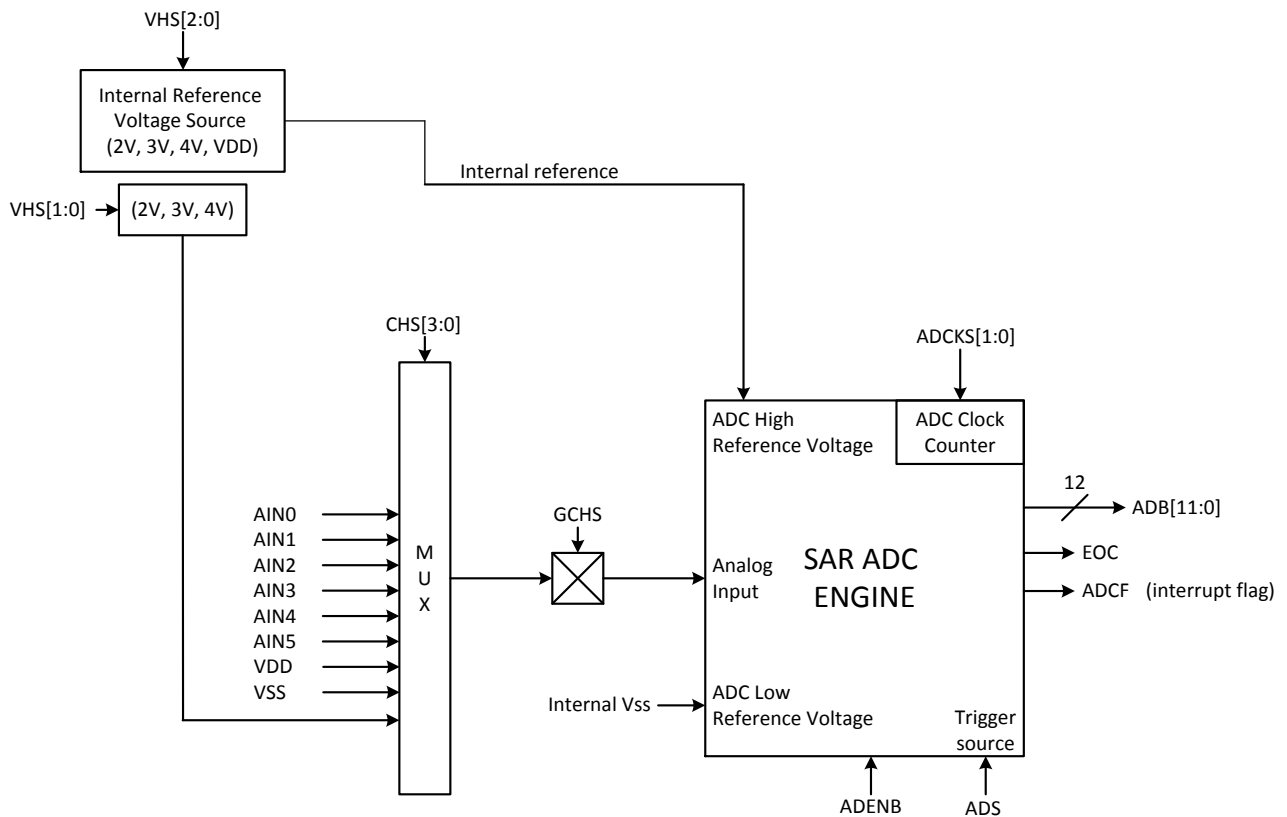 VHS[2:0]
Internal Reference
Voltage Source
(2V, 3V, 4V, VDD)
Internal reference
VHS[1:0]
(2V, 3V, 4V)
CHS[3:0]
ADCKS[1:0]
ADC High
Reference Voltage
ADC Clock
Counter
12
ADB[11:0]
AIN0
AIN1
AIN2
AIN3
AIN4
AIN5
VDD
VSS
M
U
X
GCHS
Analog
Input
SAR ADC
ENGINE
EOC
ADCF (interrupt flag)
Internal Vss
ADC Low
Reference Voltage
Trigger
source
ADENB
ADS